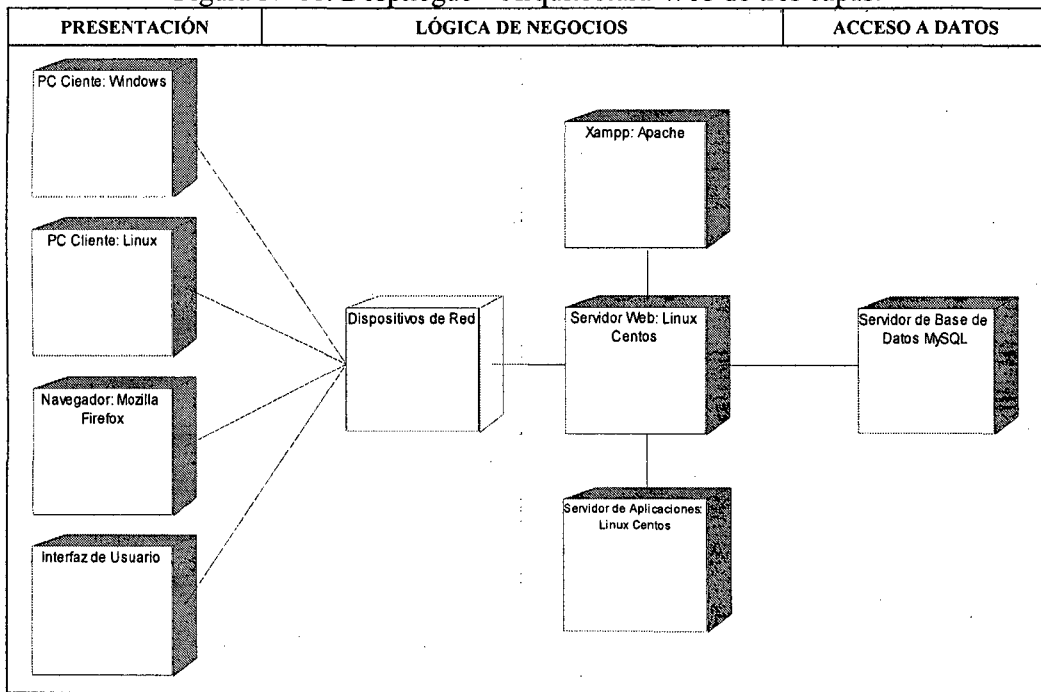 PRESENTACIÓN
LÓGICA DE NEGOCIOS
ACCESO A DATOS
PC Ciente: Windows
PC Cliente: Linux
Navegador: Mozilla
Firefox
Interfaz de Usuario
Dispositivos de Red
Xampp: Apache
Servidor Web: Linux
Centos
Servidor de Aplicaciones:
Linux Centos
Servidor de Base de
Datos MySQL